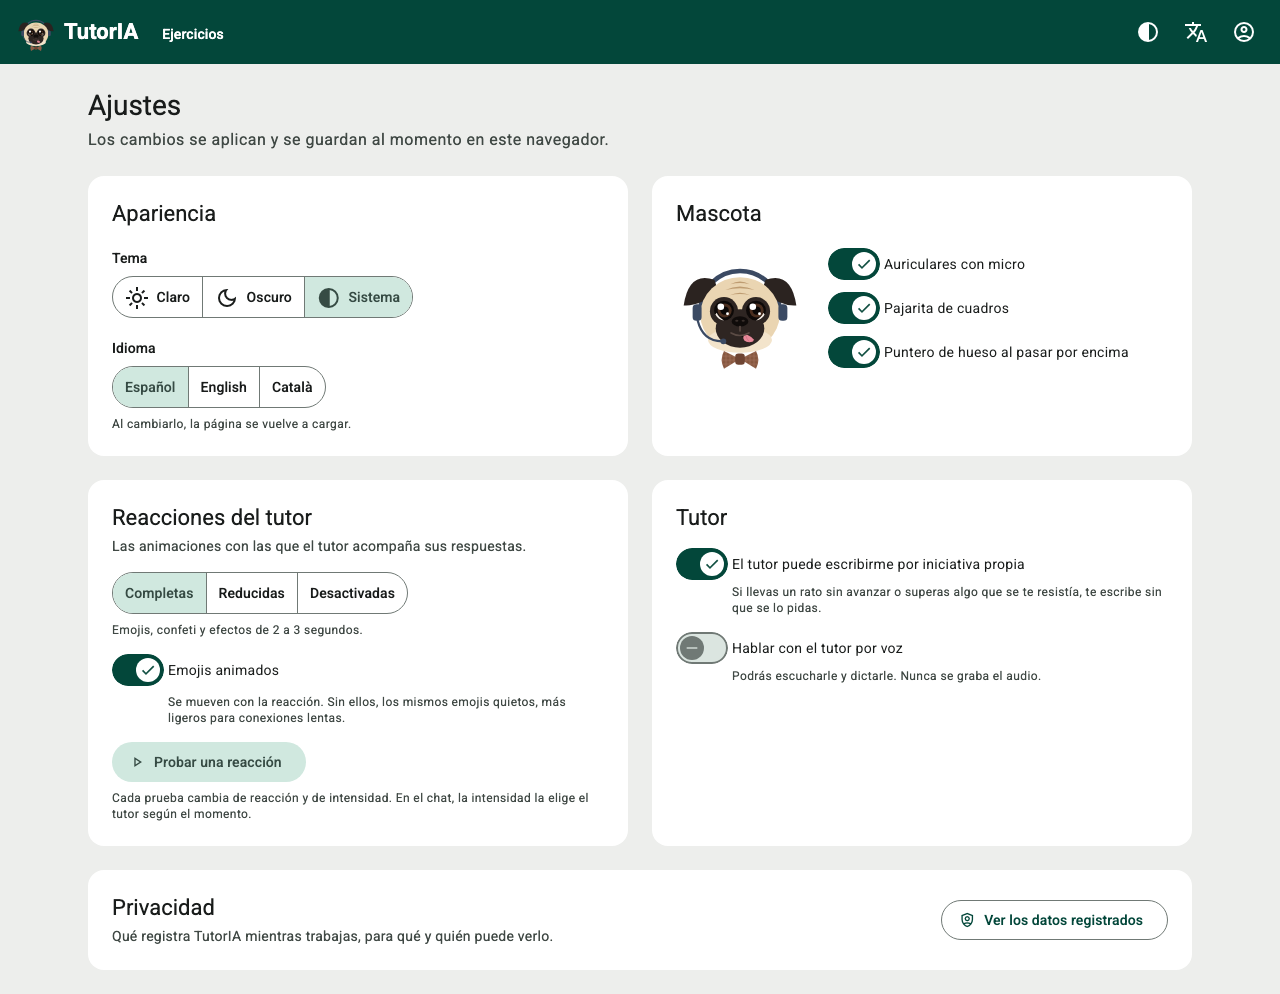 TutorIA
Ejercicios
Ajustes
Los cambios se aplican y se guardan al momento en este navegador.
Apariencia
Tema
Claro
Oscuro
Sistema
Idioma
Español
English
Català
Al cambiarlo, la página se vuelve a cargar.
Mascota
Auriculares con micro
Pajarita de cuadros
Puntero de hueso al pasar por encima
Reacciones del tutor
Las animaciones con las que el tutor acompaña sus respuestas.
Completas
Reducidas
Desactivadas
Emojis, confeti y efectos de 2 a 3 segundos.
Emojis animados
Se mueven con la reacción. Sin ellos, los mismos emojis quietos, más
ligeros para conexiones lentas.
Probar una reacción
Cada prueba cambia de reacción y de intensidad. En el chat, la intensidad la elige el
tutor según el momento.
Tutor
El tutor puede escribirme por iniciativa propia
Si llevas un rato sin avanzar o superas algo que se te resistía, te escribe sin
que se lo pidas.
Hablar con el tutor por voz
Podrás escucharle y dictarle. Nunca se graba el audio.
Privacidad
Qué registra TutorIA mientras trabajas, para qué y quién puede verlo.
Ver los datos registrados